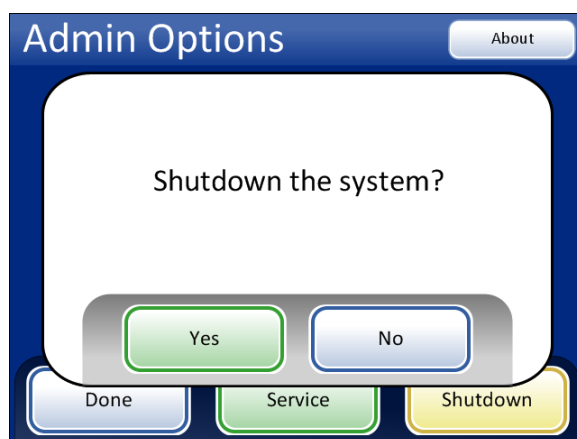 Admin Options
About
Shutdown the system?
Yes
No
Done
Service
Shutdown